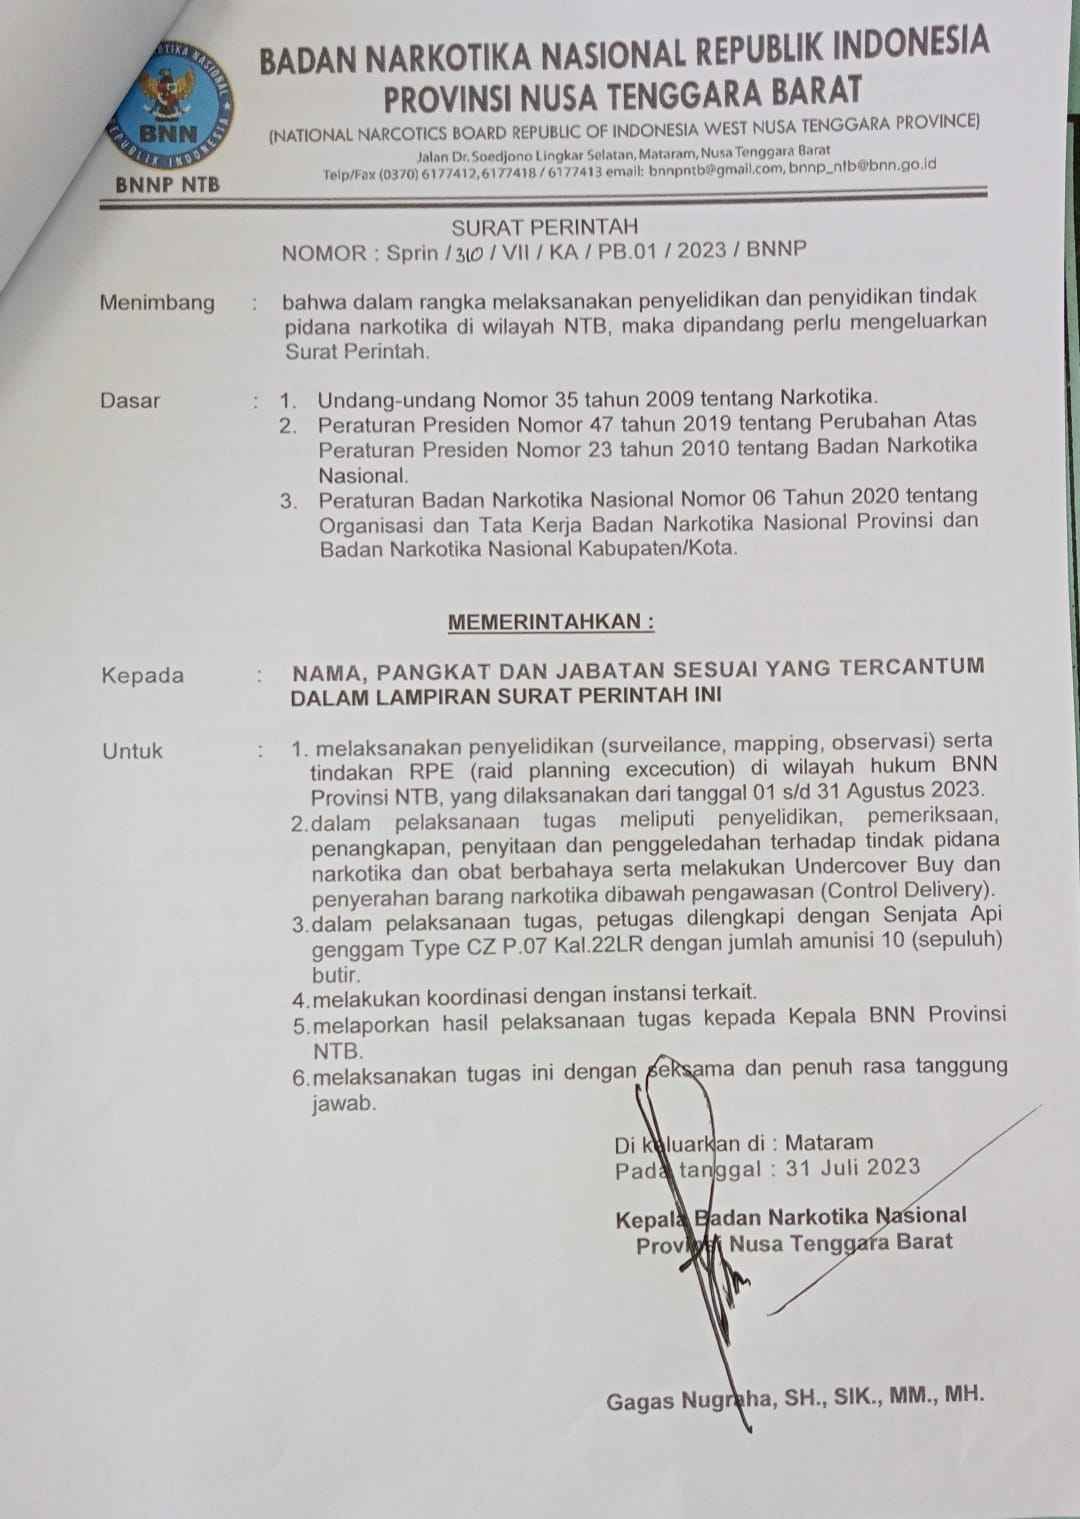 BADAN NARKOTIKA NASIONAL REPUBLIK INDONESIA
PROVINSI NUSA TENGGARA BARAT
(NATIONAL NARCOTICS BOARD REPUBLIC OF INDONESIA WEST NUSA TENGGARA PROVINCE)
Jalan Dr. Soedjono Lingkar Selatan, Mataram, Nusa Tenggara Barat
Telp/Fax (0370) 6177412, 6177418 / 6177413 email: bnnpntb@gmail.com, bnnp_ntb@bnn.go.id
NASIONAL REPUBLIK INDONESIA
BNN
BNNP NTB
SURAT PERINTAH
NOMOR : Sprin / 310 / VII / KA / PB.01 / 2023 / BNNP
Menimbang : bahwa dalam rangka melaksanakan penyelidikan dan penyidikan tindak
pidana narkotika di wilayah NTB, maka dipandang perlu mengeluarkan
Surat Perintah.
Dasar : 1. Undang-undang Nomor 35 tahun 2009 tentang Narkotika.
2. Peraturan Presiden Nomor 47 tahun 2019 tentang Perubahan Atas
Peraturan Presiden Nomor 23 tahun 2010 tentang Badan Narkotika
Nasional.
3. Peraturan Badan Narkotika Nasional Nomor 06 Tahun 2020 tentang
Organisasi dan Tata Kerja Badan Narkotika Nasional Provinsi dan
Badan Narkotika Nasional Kabupaten/Kota.
MEMERINTAHKAN :
Kepada : NAMA, PANGKAT DAN JABATAN SESUAI YANG TERCANTUM
DALAM LAMPIRAN SURAT PERINTAH INI
Untuk : 1. melaksanakan penyelidikan (surveilance, mapping, observasi) serta
tindakan RPE (raid planning excecution) di wilayah hukum BNN
Provinsi NTB, yang dilaksanakan dari tanggal 01 s/d 31 Agustus 2023.
2.dalam pelaksanaan tugas meliputi penyelidikan, pemeriksaan,
penangkapan, penyitaan dan penggeledahan terhadap tindak pidana
narkotika dan obat berbahaya serta melakukan Undercover Buy dan
penyerahan barang narkotika dibawah pengawasan (Control Delivery).
3.dalam pelaksanaan tugas, petugas dilengkapi dengan Senjata Api
genggam Type CZ P.07 Kal.22LR dengan jumlah amunisi 10 (sepuluh)
butir.
4.melakukan koordinasi dengan instansi terkait.
5.melaporkan hasil pelaksanaan tugas kepada Kepala BNN Provinsi
NTB.
6.melaksanakan tugas ini dengan seksama dan penuh rasa tanggung
jawab.
Di keluarkan di : Mataram
Pada tanggal : 31 Juli 2023
Kepala Badan Narkotika Nasional
Provinsi Nusa Tenggara Barat
Gagas Nugraha, SH., SIK., MM., MH.